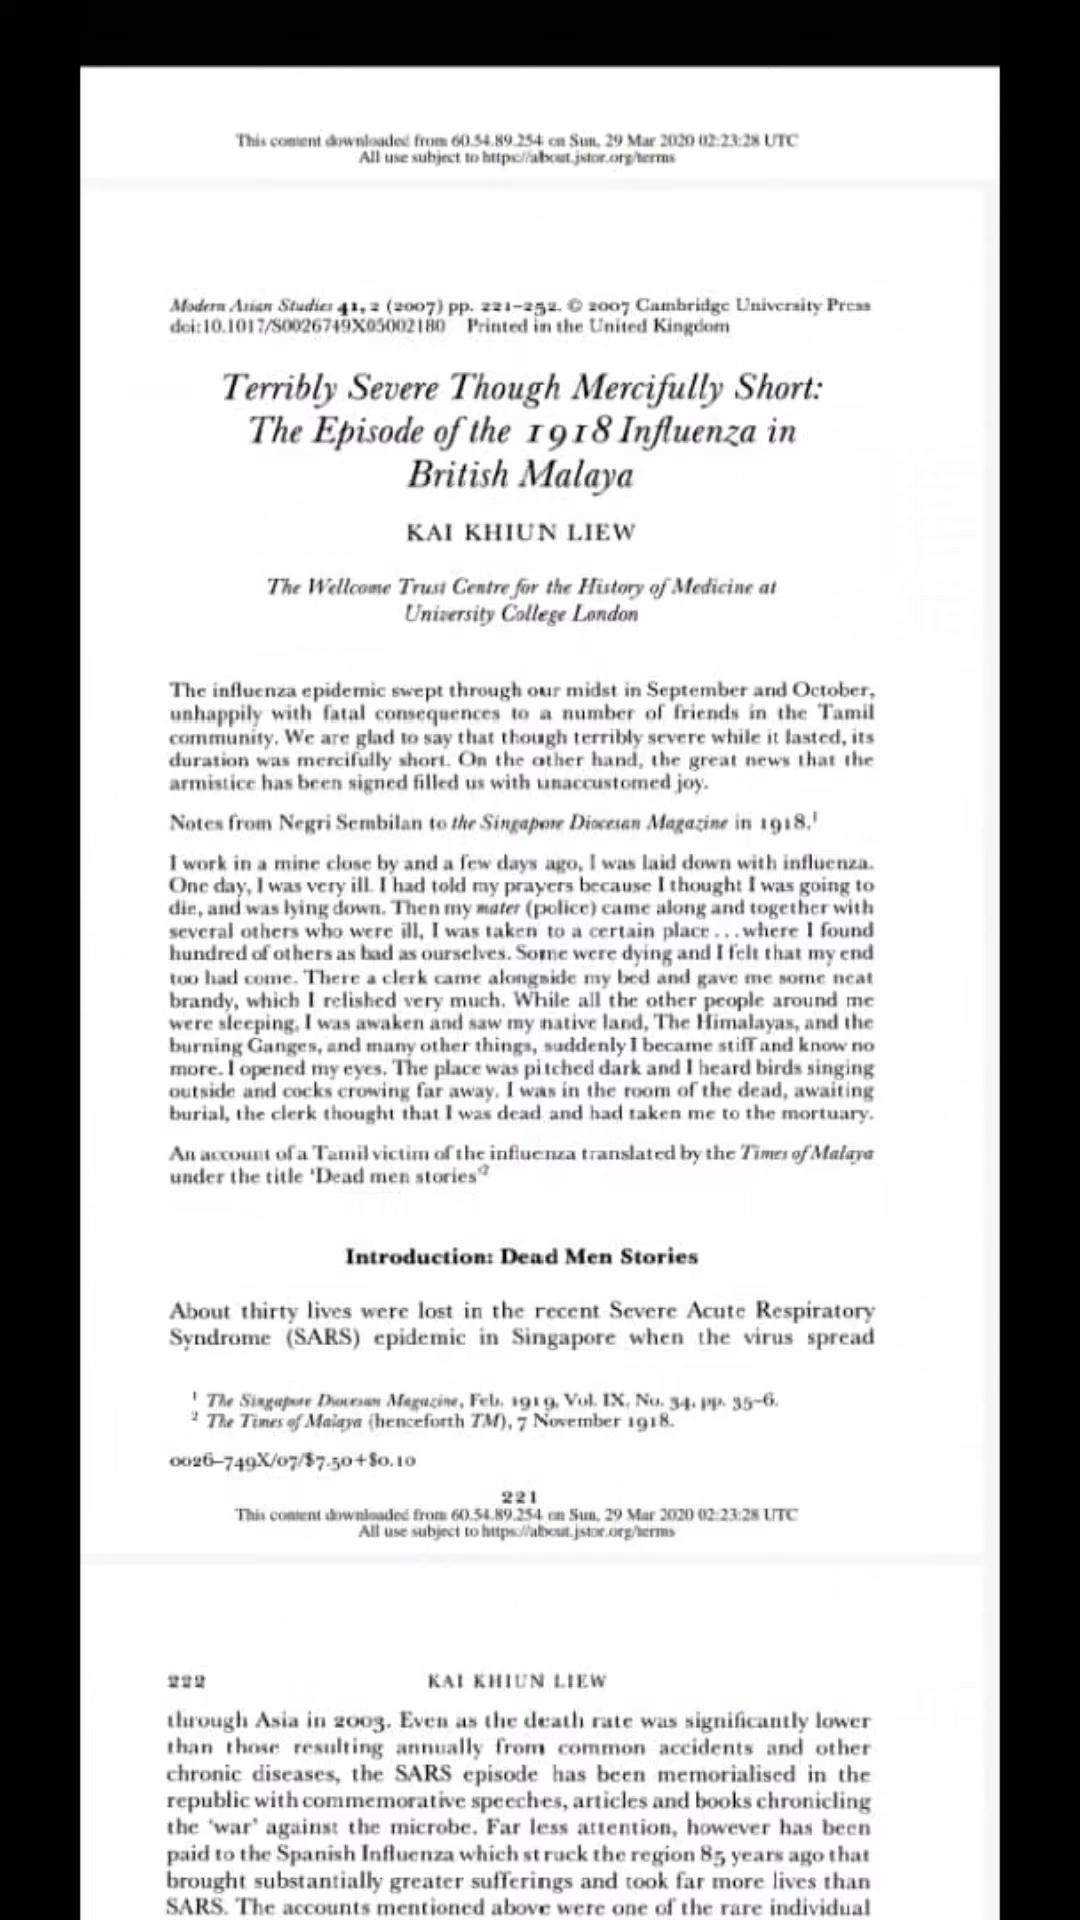 This content downloaded from 60.54.89.254 on Sun, 29 Mar 2020 02:23:28 UTC
All use subject to https://about.jstor.org/terms
Modern Asian Studies 41, 2 (2007) pp. 221–252. © 2007 Cambridge University Press
doi:10.1017/S0026749X05002180 Printed in the United Kingdom
Terribly Severe Though Mercifully Short:
The Episode of the 1918 Influenza in
British Malaya
KAI KHIUN LIEW
The Wellcome Trust Centre for the History of Medicine at
University College London
The influenza epidemic swept through our midst in September and October,
unhappily with fatal consequences to a number of friends in the Tamil
community. We are glad to say that though terribly severe while it lasted, its
duration was mercifully short. On the other hand, the great news that the
armistice has been signed filled us with unaccustomed joy.
Notes from Negri Sembilan to the Singapore Diocesan Magazine in 1918.¹
I work in a mine close by and a few days ago, I was laid down with influenza.
One day, I was very ill. I had told my prayers because I thought I was going to
die, and was lying down. Then my mater (police) came along and together with
several others who were ill, I was taken to a certain place . . . where I found
hundred of others as bad as ourselves. Some were dying and I felt that my end
too had come. There a clerk came alongside my bed and gave me some neat
brandy, which I relished very much. While all the other people around me
were sleeping, I was awaken and saw my native land, The Himalayas, and the
burning Ganges, and many other things, suddenly I became stiff and know no
more. I opened my eyes. The place was pitched dark and I heard birds singing
outside and cocks crowing far away. I was in the room of the dead, awaiting
burial, the clerk thought that I was dead and had taken me to the mortuary.
An account of a Tamil victim of the influenza translated by the Times of Malaya
under the title ‘Dead men stories’²
Introduction: Dead Men Stories
About thirty lives were lost in the recent Severe Acute Respiratory
Syndrome (SARS) epidemic in Singapore when the virus spread
¹ The Singapore Diocesan Magazine, Feb. 1919, Vol. IX, No. 34, pp. 35–6.
² The Times of Malaya (henceforth TM), 7 November 1918.
0026–749X/07/$7.50+$0.10
221
This content downloaded from 60.54.89.254 on Sun, 29 Mar 2020 02:23:28 UTC
All use subject to https://about.jstor.org/terms
222 KAI KHIUN LIEW
through Asia in 2003. Even as the death rate was significantly lower
than those resulting annually from common accidents and other
chronic diseases, the SARS episode has been memorialised in the
republic with commemorative speeches, articles and books chronicling
the ‘war’ against the microbe. Far less attention, however has been
paid to the Spanish Influenza which struck the region 85 years ago that
brought substantially greater sufferings and took far more lives than
SARS. The accounts mentioned above were one of the rare individual